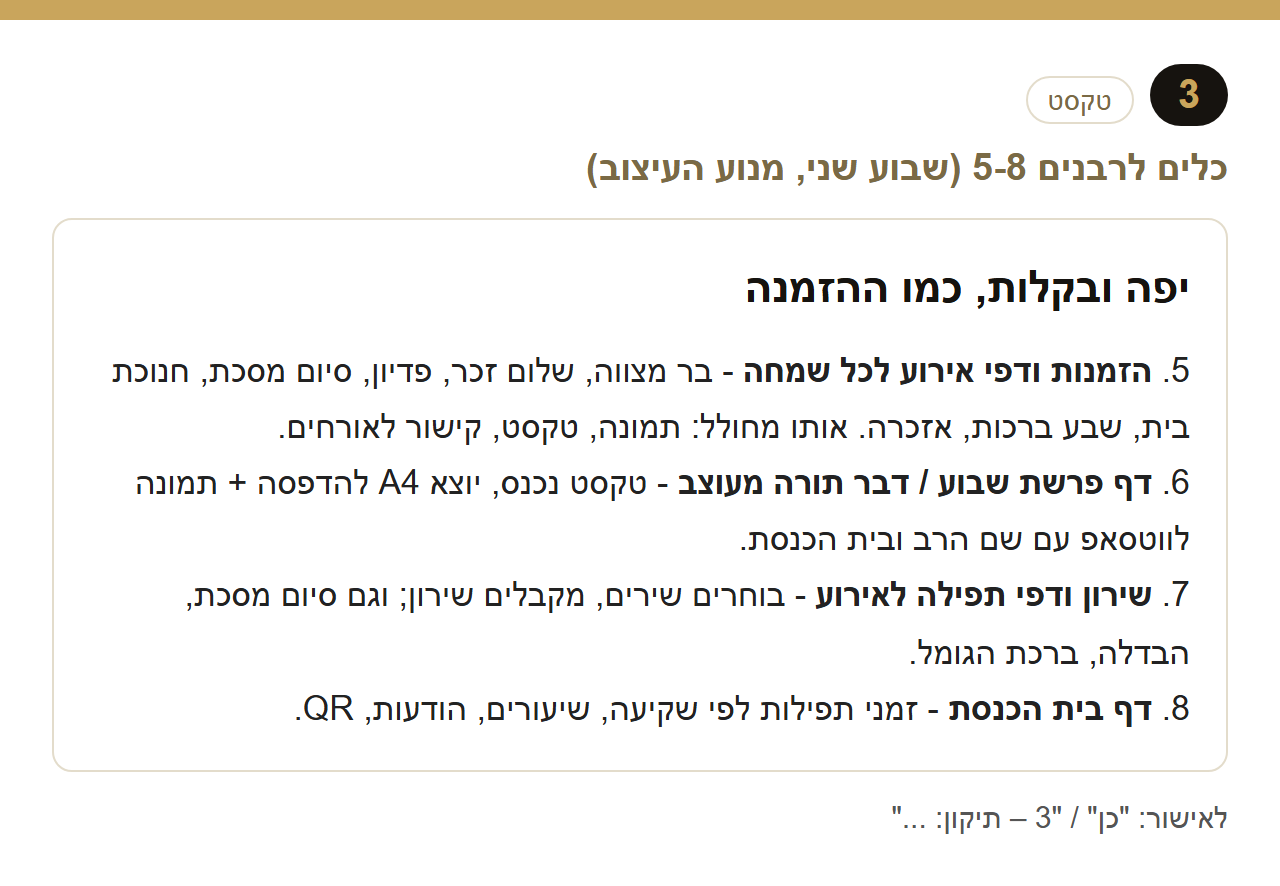 3
טקסט
כלים לרבנים 5-8 (שבוע שני, מנוע העיצוב)
יפה ובקלות, כמו ההזמנה
5. הזמנות ודפי אירוע לכל שמחה - בר מצווה, שלום זכר, פדיון, סיום מסכת, חנוכת
בית, שבע ברכות, אזכרה. אותו מחולל: תמונה, טקסט, קישור לאורחים.
6. דף פרשת שבוע / דבר תורה מעוצב - טקסט נכנס, יוצא A4 להדפסה + תמונה
לווטסאפ עם שם הרב ובית הכנסת.
7. שירון ודפי תפילה לאירוע - בוחרים שירים, מקבלים שירון; וגם סיום מסכת,
הבדלה, ברכת הגומל.
8. דף בית הכנסת - זמני תפילות לפי שקיעה, שיעורים, הודעות, QR.
לאישור: "כן" / "3 – תיקון: ..."